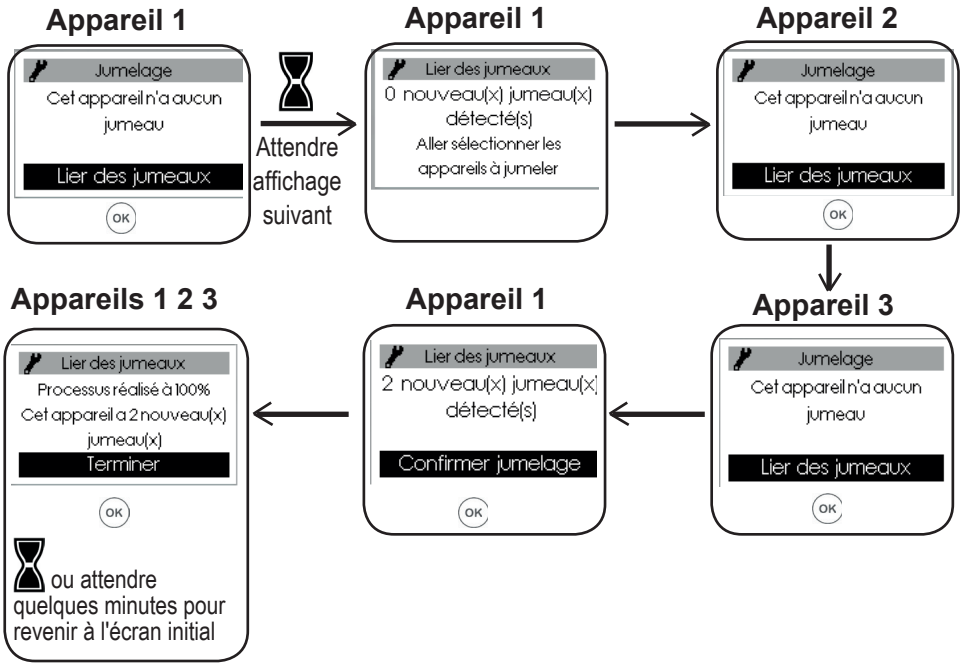 Appareil 1
Jumelage
Cet appareil n'a aucun
jumeau
Lier des jumeaux
OK
Attendre
affichage
suivant
Appareil 1
Lier des jumeaux
0 nouveau(x) jumeau(x)
détecté(s)
Aller sélectionner les
appareils à jumeler
Appareil 2
Jumelage
Cet appareil n'a aucun
jumeau
Lier des jumeaux
OK
Appareil 3
Jumelage
Cet appareil n'a aucun
jumeau
Lier des jumeaux
OK
Appareil 1
Lier des jumeaux
2 nouveau(x) jumeau(x)
détecté(s)
Confirmer jumelage
OK
Appareils 1 2 3
Lier des jumeaux
Processus réalisé à 100%
Cet appareil a 2 nouveau(x)
jumeau(x)
Terminer
OK
ou attendre
quelques minutes pour
revenir à l'écran initial